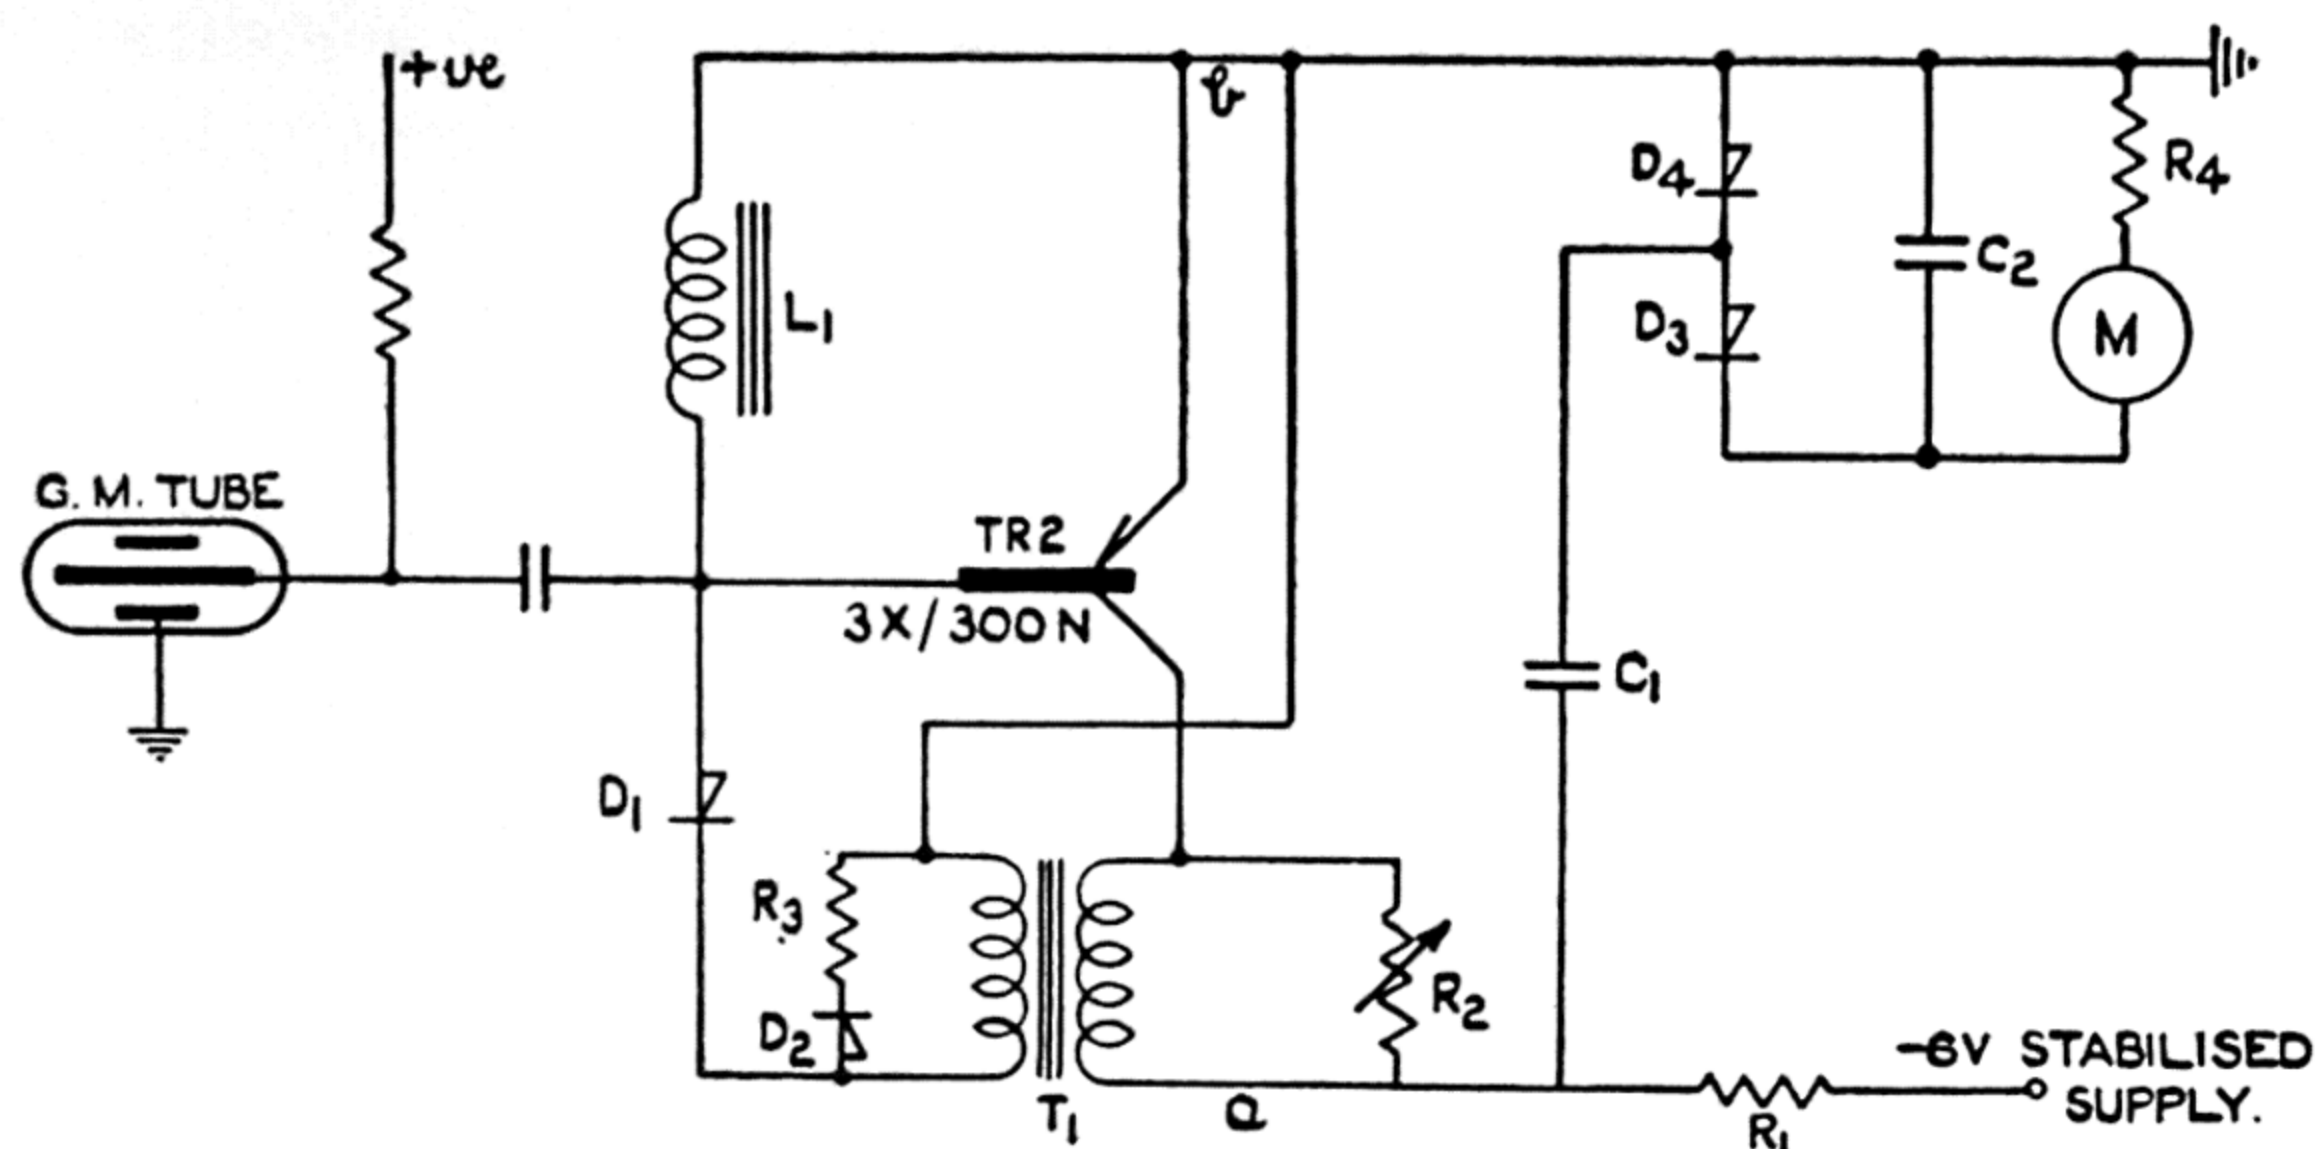 +ve
b
D4
R4
C2
D3
M
L1
G. M. TUBE
TR2
3X/300N
C1
D1
R3
D2
R2
T1
a
R1
-6V STABILISED
SUPPLY.